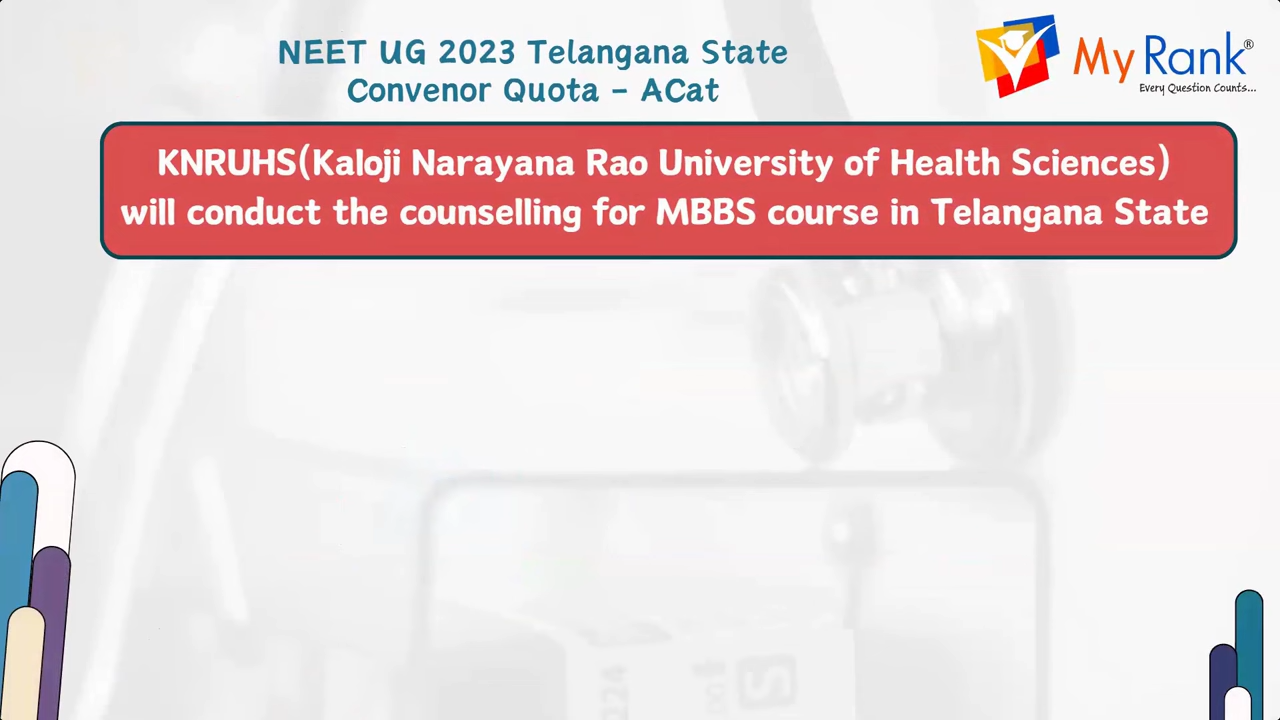 NEET UG 2023 Telangana State
Convenor Quota - ACat
My Rank®
Every Question Counts...
KNRUHS(Kaloji Narayana Rao University of Health Sciences)
will conduct the counselling for MBBS course in Telangana State